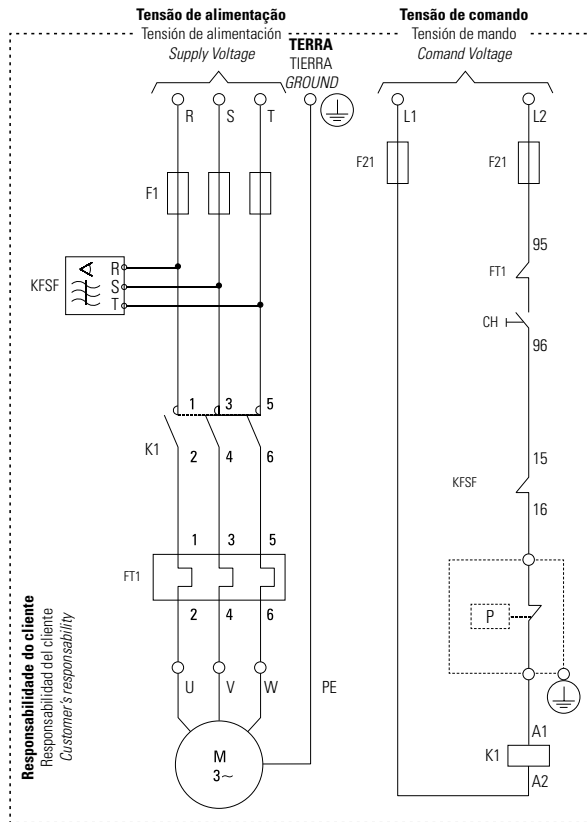 Tensão de alimentação
Tensión de alimentación
Supply Voltage
TERRA
TIERRA
GROUND
Tensão de comando
Tensión de mando
Comand Voltage
R S T
L1 L2
F1
F21 F21
KFSF
R
S
T
95
FT1
CH
96
1 3 5
K1
2 4 6
15
KFSF
16
1 3 5
FT1
2 4 6
P
U V W PE
M
3~
A1
K1
A2
Responsabilidade do cliente
Responsabilidad del cliente
Customer's responsability